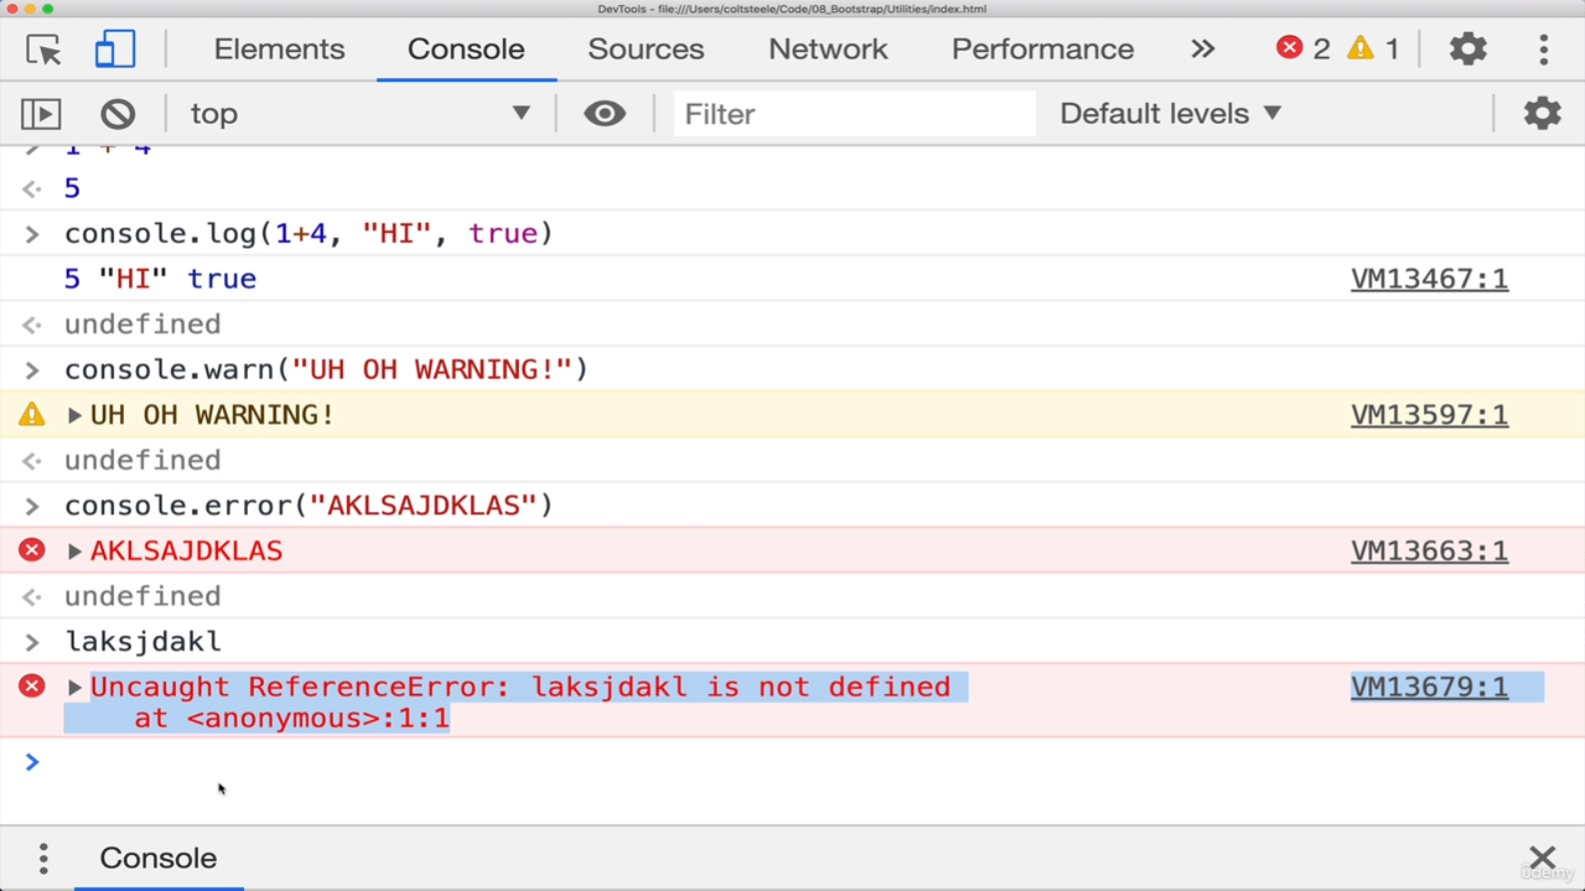 DevTools - file:///Users/coltsteele/Code/08_Bootstrap/Utilities/index.html
Elements Console Sources Network Performance » 2 1
top Filter Default levels
> 1 + 4
5
> console.log(1+4, "HI", true)
5 "HI" true VM13467:1
undefined
> console.warn("UH OH WARNING!")
UH OH WARNING! VM13597:1
undefined
> console.error("AKLSAJDKLAS")
AKLSAJDKLAS VM13663:1
undefined
> laksjdakl
Uncaught ReferenceError: laksjdakl is not defined VM13679:1
at <anonymous>:1:1
>
Console
ûdemy